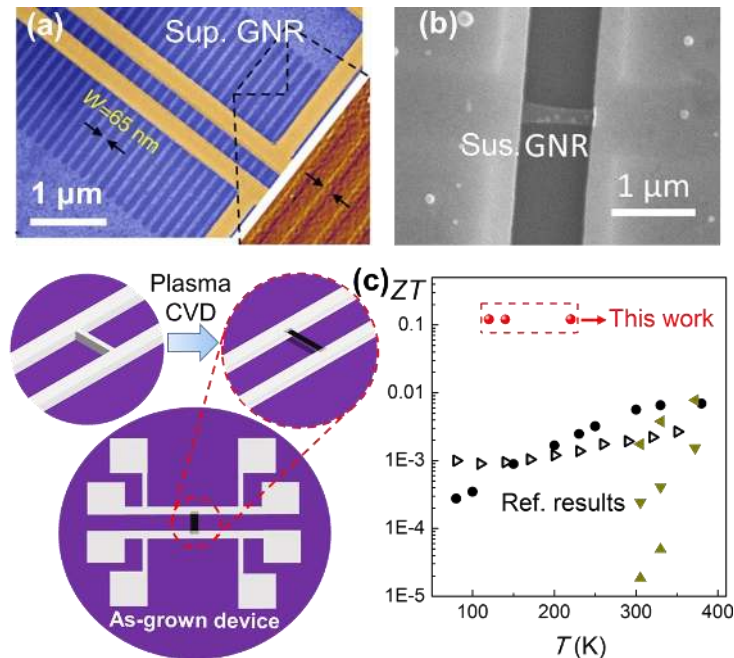 (a)
Sup. GNR
W=65 nm
1 μm
(b)
Sus. GNR
1 μm
Plasma
CVD
As-grown device
(c)
ZT
0.1
0.01
1E-3
1E-4
1E-5
This work
Ref. results
100
200
300
400
T (K)